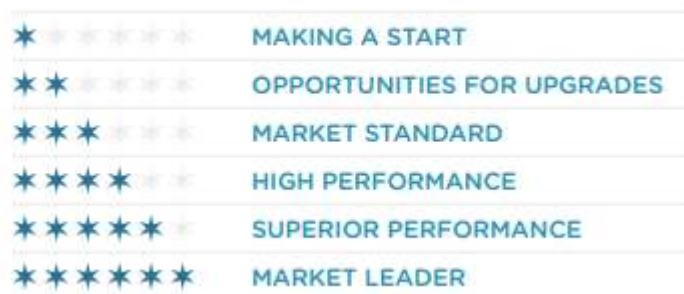 MAKING A START
OPPORTUNITIES FOR UPGRADES
MARKET STANDARD
HIGH PERFORMANCE
SUPERIOR PERFORMANCE
MARKET LEADER